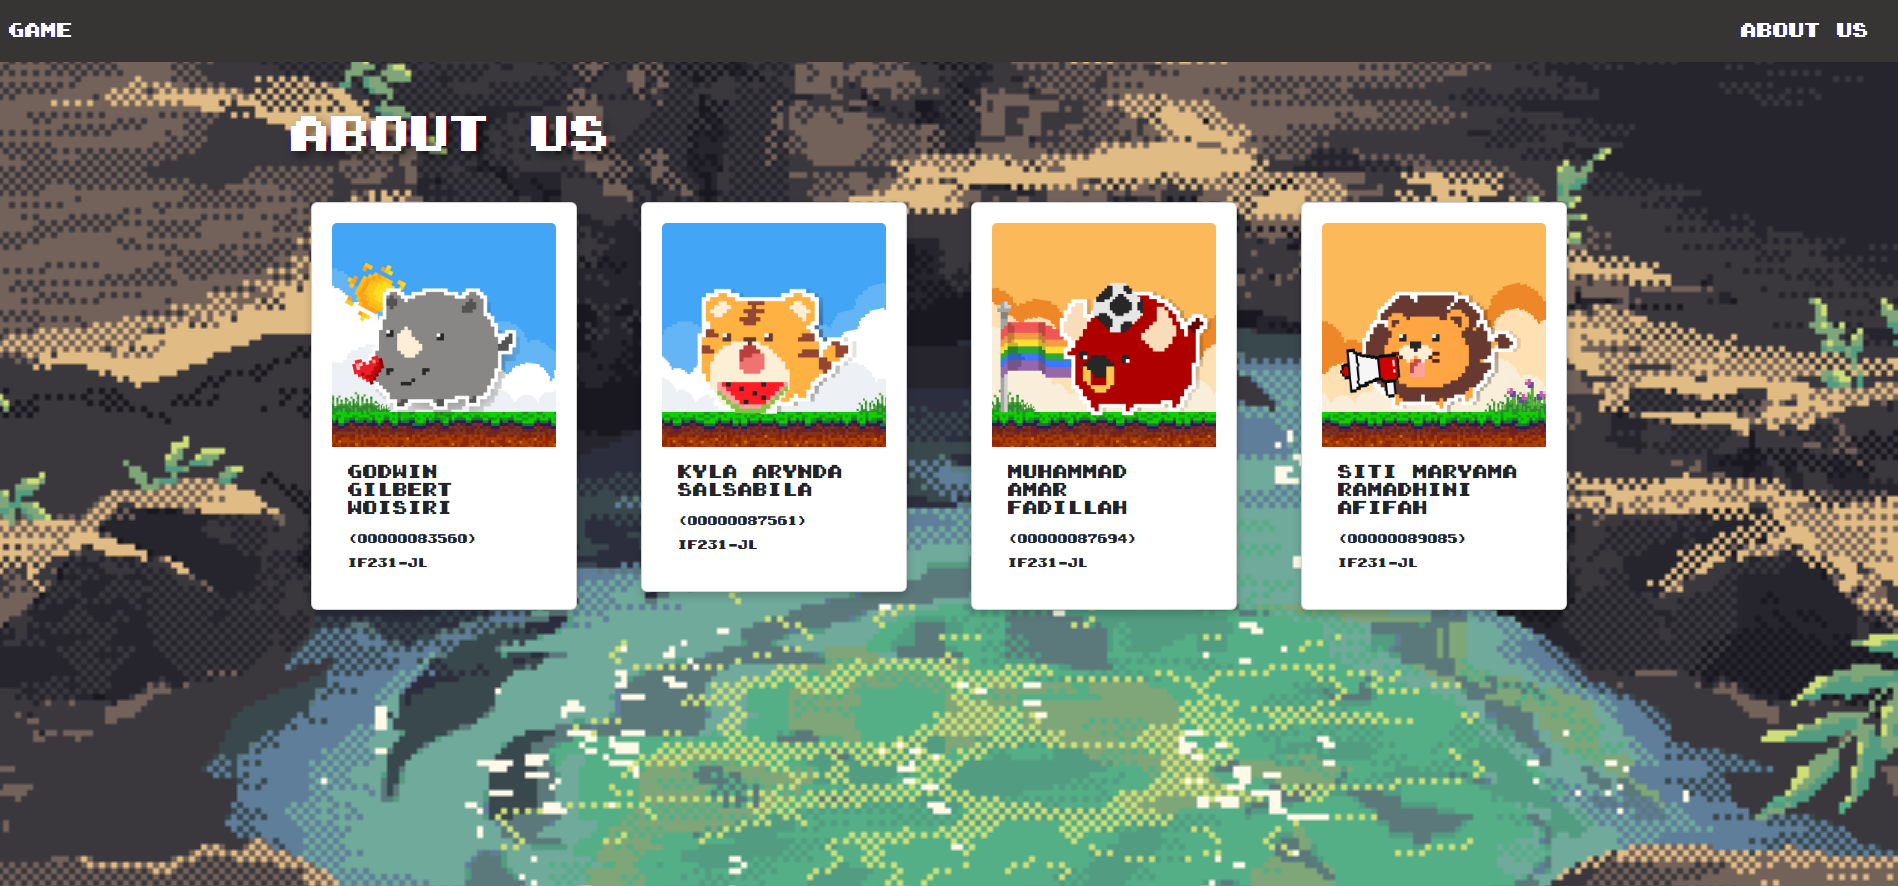 GAME
ABOUT US
ABOUT US
GODWIN
GILBERT
WOISIRI
(00000083560)
IF231-JL
KYLA ARYNDA
SALSABILA
(00000087561)
IF231-JL
MUHAMMAD
AMAR
FADILLAH
(00000087694)
IF231-JL
SITI MARYAMA
RAMADHINI
AFIFAH
(00000089085)
IF231-JL